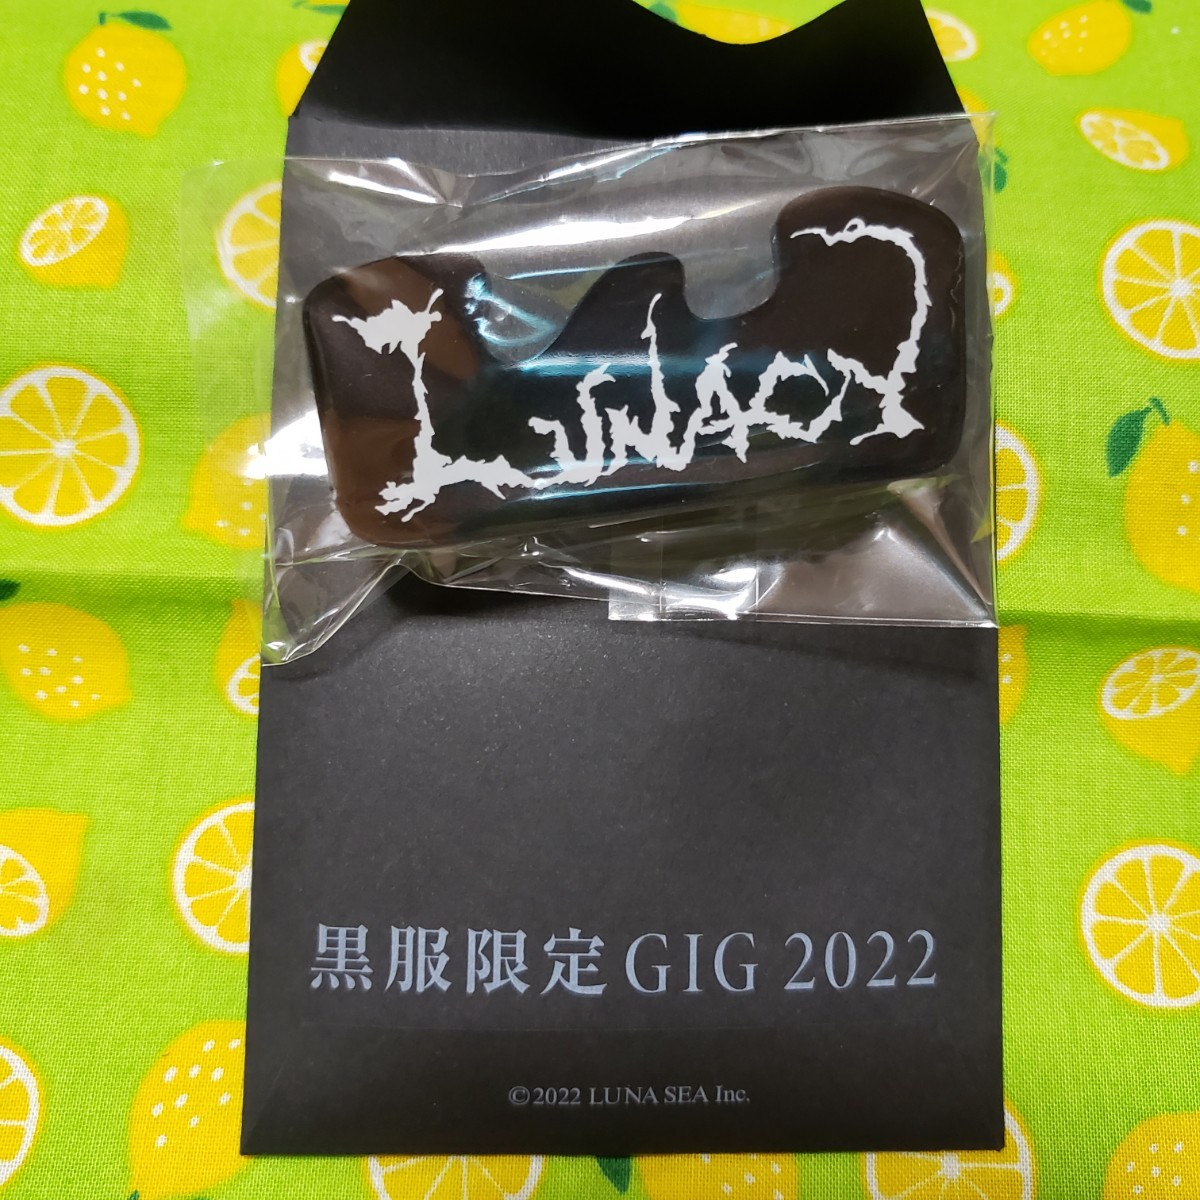 LUNACY
黒服限定GIG 2022
©2022 LUNA SEA Inc.